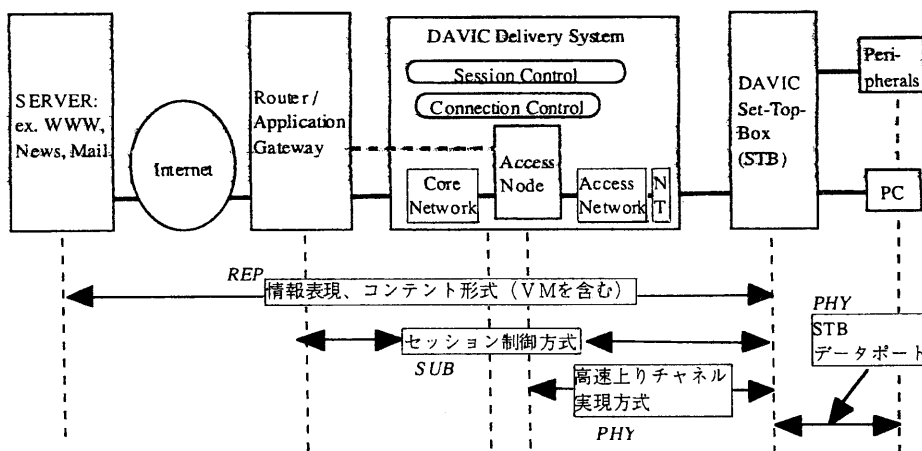 SERVER:
ex. WWW,
News, Mail
Internet
Router /
Application
Gateway
DAVIC Delivery System
Session Control
Connection Control
Core
Network
Access
Node
Access
Network
N
T
DAVIC
Set-Top-
Box
(STB)
Peri-
pherals
PC
REP
情報表現、コンテント形式（VMを含む）
セッション制御方式
SUB
高速上りチャネル
実現方式
PHY
PHY
STB
データポート